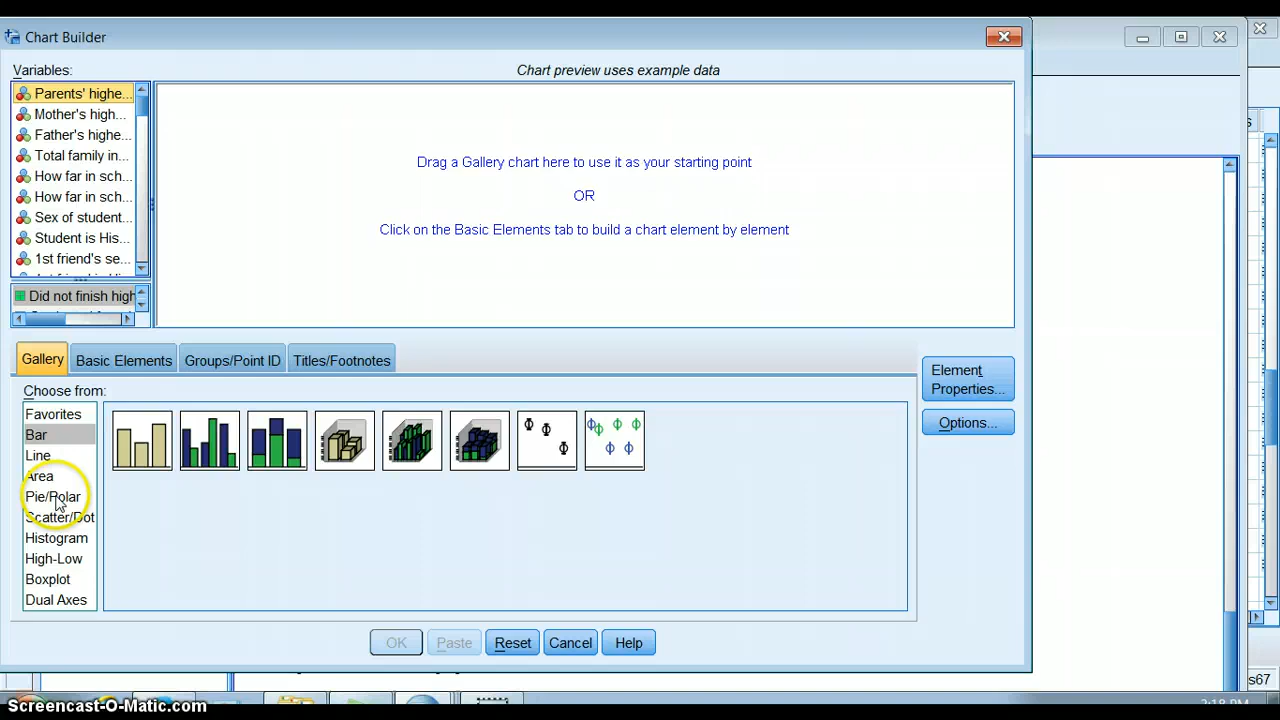 Chart Builder
Variables:
Chart preview uses example data
Parents' highe...
Mother's high...
Father's highe...
Total family in...
How far in sch...
How far in sch...
Sex of student...
Student is His...
1st friend's se...
Did not finish high
Drag a Gallery chart here to use it as your starting point
OR
Click on the Basic Elements tab to build a chart element by element
Gallery
Basic Elements
Groups/Point ID
Titles/Footnotes
Element
Properties...
Options...
Choose from:
Favorites
Bar
Line
Area
Pie/Polar
Scatter/Dot
Histogram
High-Low
Boxplot
Dual Axes
OK
Paste
Reset
Cancel
Help
s67
2:18 PM
Screencast-O-Matic.com